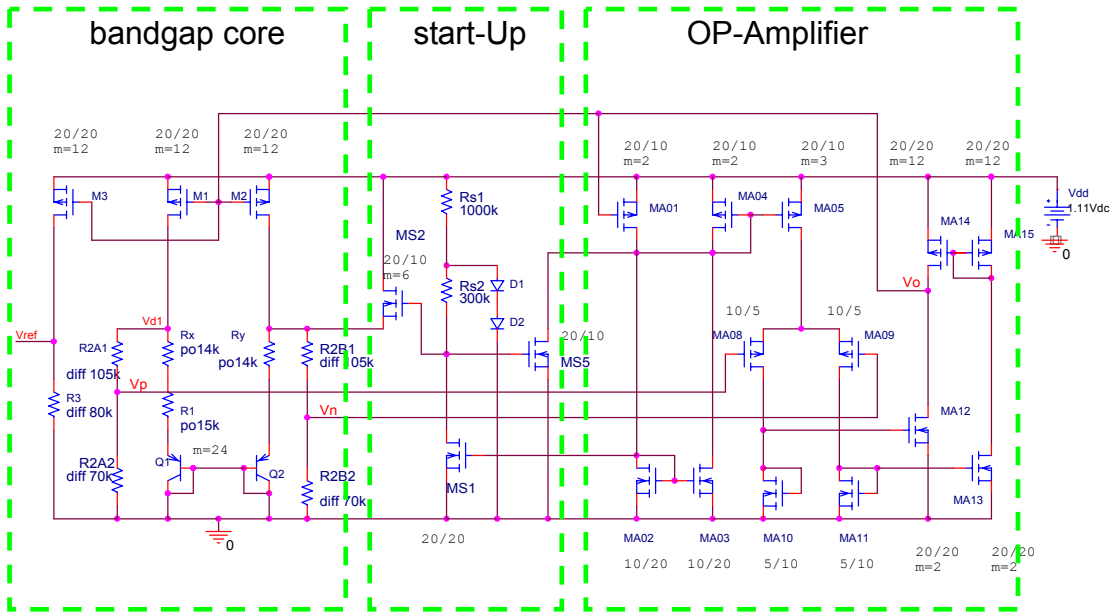 bandgap core
start-Up
OP-Amplifier
20/20
m=12
20/20
m=12
20/20
m=12
20/10
m=2
20/10
m=2
20/10
m=3
20/20
m=12
20/20
m=12
M3
M1
M2
Rs1
1000k
MA01
MA04
MA05
Vdd
1.11Vdc
0
MS2
20/10
m=6
MA14
MA15
Rs2
300k
D1
D2
Vo
Vref
Vd1
R2A1
diff 105k
Rx
po14k
Ry
po14k
R2B1
diff 105k
20/10
MS5
10/5
10/5
MA08
MA09
Vp
R3
diff 80k
R1
po15k
Vn
MA12
R2A2
diff 70k
Q1
m=24
Q2
R2B2
diff 70k
MS1
MA13
0
20/20
MA02
MA03
MA10
MA11
10/20
10/20
5/10
5/10
20/20
m=2
20/20
m=2